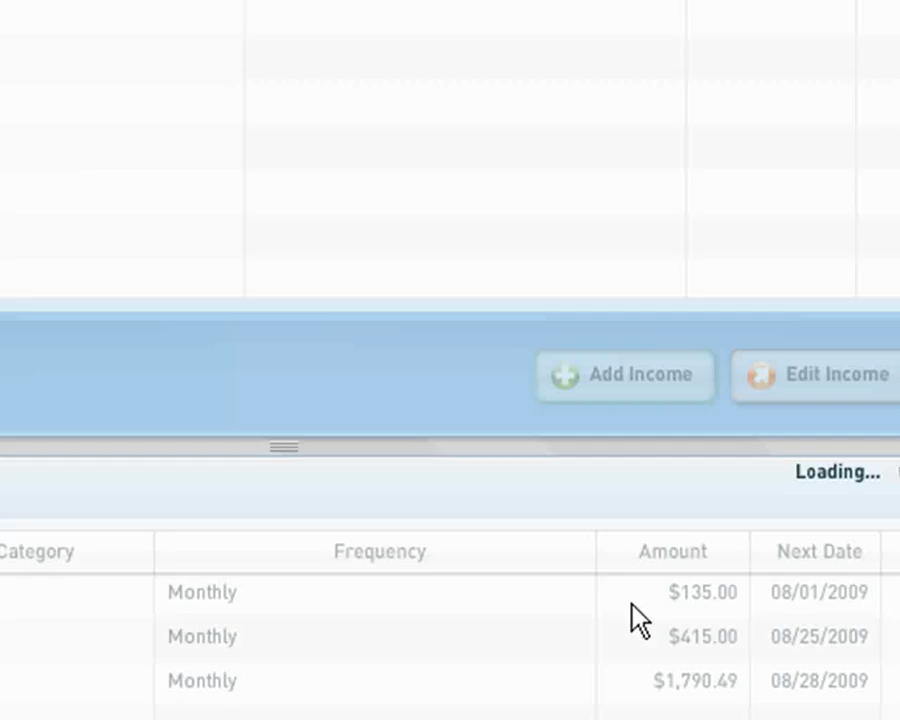 Add Income Edit Income
Loading...
Category Frequency Amount Next Date
Monthly $135.00 08/01/2009
Monthly $415.00 08/25/2009
Monthly $1,790.49 08/28/2009